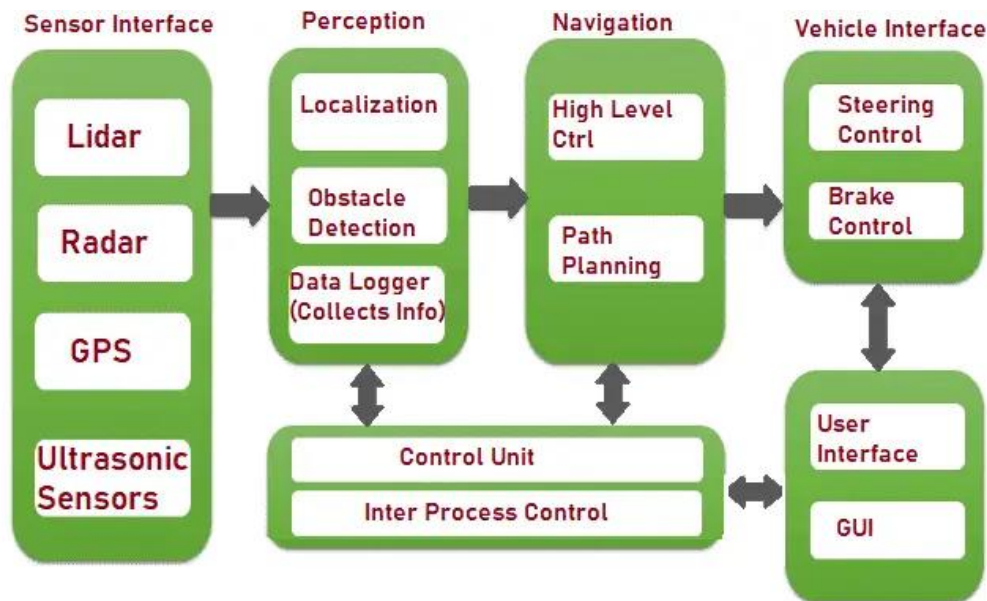 Sensor Interface
Lidar
Radar
GPS
Ultrasonic
Sensors
Perception
Localization
Obstacle
Detection
Data Logger
(Collects Info)
Navigation
High Level
Ctrl
Path
Planning
Vehicle Interface
Steering
Control
Brake
Control
Control Unit
Inter Process Control
User
Interface
GUI